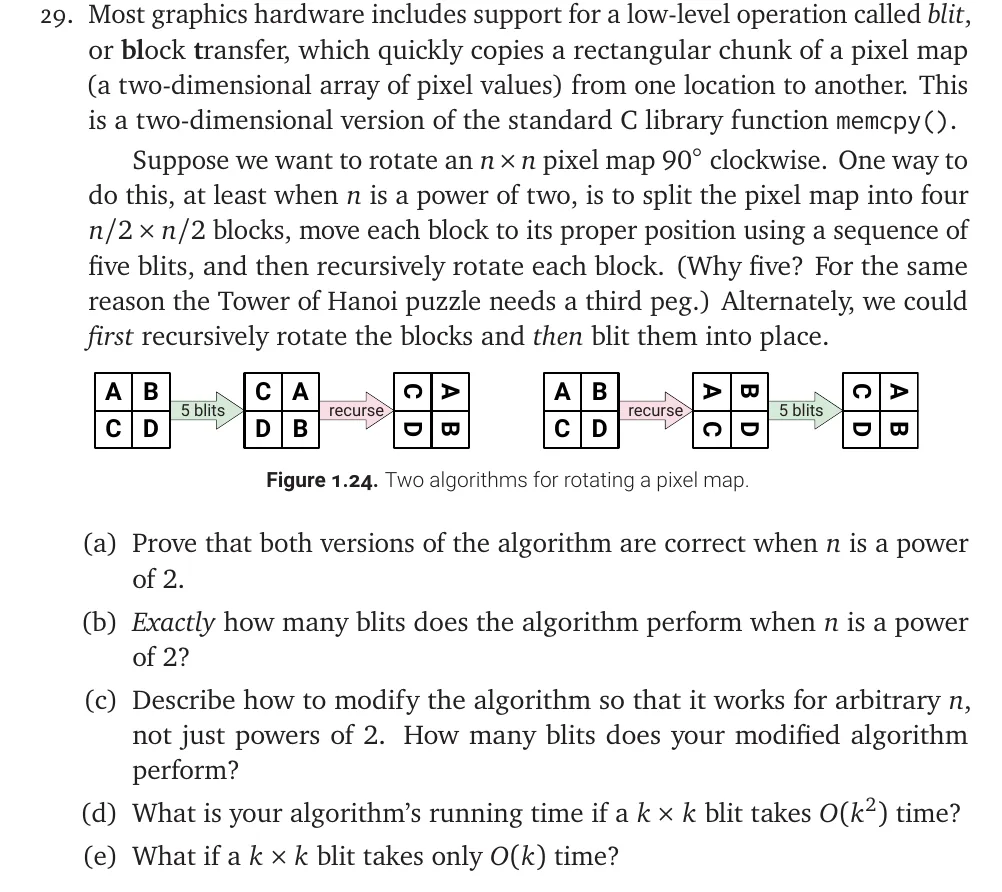 29. Most graphics hardware includes support for a low-level operation called blit,
or block transfer, which quickly copies a rectangular chunk of a pixel map
(a two-dimensional array of pixel values) from one location to another. This
is a two-dimensional version of the standard C library function memcpy().
Suppose we want to rotate an n × n pixel map 90° clockwise. One way to
do this, at least when n is a power of two, is to split the pixel map into four
n/2 × n/2 blocks, move each block to its proper position using a sequence of
five blits, and then recursively rotate each block. (Why five? For the same
reason the Tower of Hanoi puzzle needs a third peg.) Alternately, we could
first recursively rotate the blocks and then blit them into place.
A B 5 blits C A recurse C A A B recurse A B 5 blits C A
C D D B D B C D C D D B
Figure 1.24. Two algorithms for rotating a pixel map.
(a) Prove that both versions of the algorithm are correct when n is a power
of 2.
(b) Exactly how many blits does the algorithm perform when n is a power
of 2?
(c) Describe how to modify the algorithm so that it works for arbitrary n,
not just powers of 2. How many blits does your modified algorithm
perform?
(d) What is your algorithm's running time if a k × k blit takes O(k²) time?
(e) What if a k × k blit takes only O(k) time?